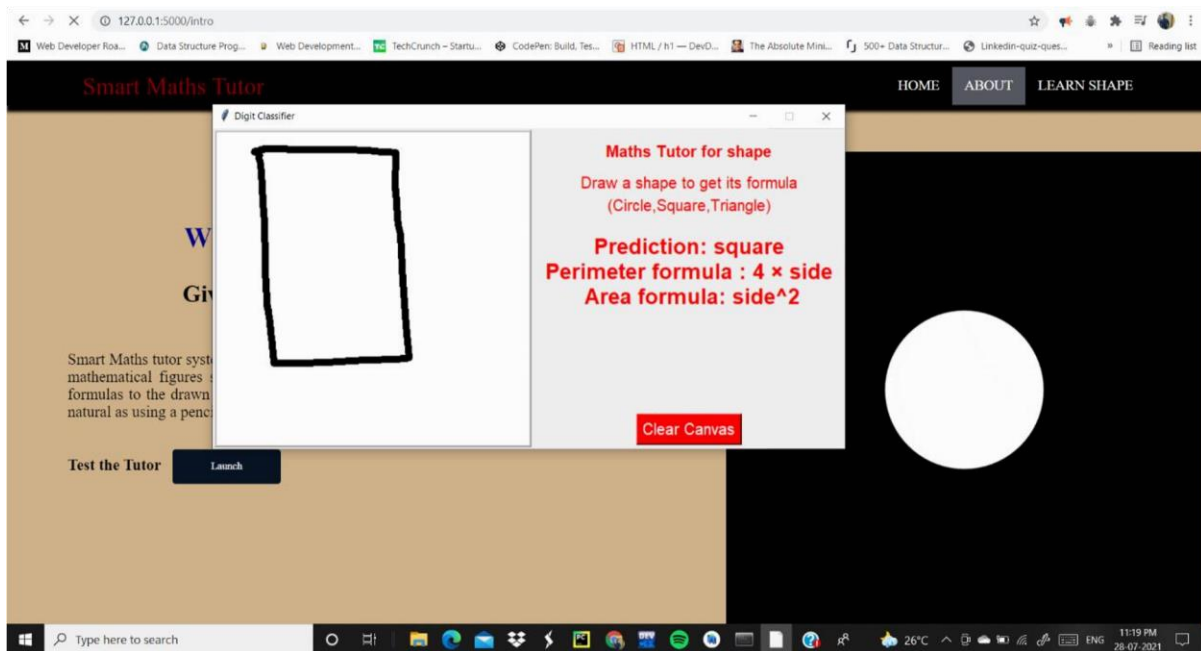 127.0.0.1:5000/intro
M Web Developer Roa... Data Structure Prog... Web Development... TC TechCrunch – Startu... CodePen: Build, Tes... HTML / h1 — DevD... The Absolute Mini... 500+ Data Structur... Linkedin-quiz-ques... » Reading list
Smart Maths Tutor HOME ABOUT LEARN SHAPE
Digit Classifier
Maths Tutor for shape
Draw a shape to get its formula
(Circle,Square,Triangle)
Prediction: square
Perimeter formula : 4 × side
Area formula: side^2
Clear Canvas
W
Giv
Smart Maths tutor syste
mathematical figures s
formulas to the drawn
natural as using a penc
Test the Tutor Launch
Type here to search
26°C ENG 11:19 PM
28-07-2021